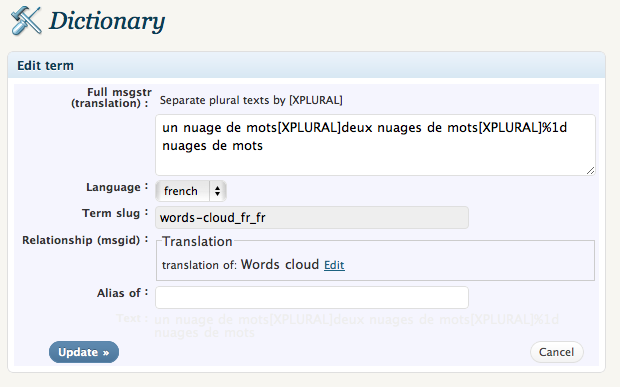 Dictionary
Edit term
Full msgstr
(translation) :
Separate plural texts by [XPLURAL]
un nuage de mots[XPLURAL]deux nuages de mots[XPLURAL]%1d
nuages de mots
Language :
french
Term slug :
words-cloud_fr_fr
Relationship (msgid) :
Translation
translation of: Words cloud Edit
Alias of :
Text : un nuage de mots[XPLURAL]deux nuages de mots[XPLURAL]%1d
nuages de mots
Update »
Cancel